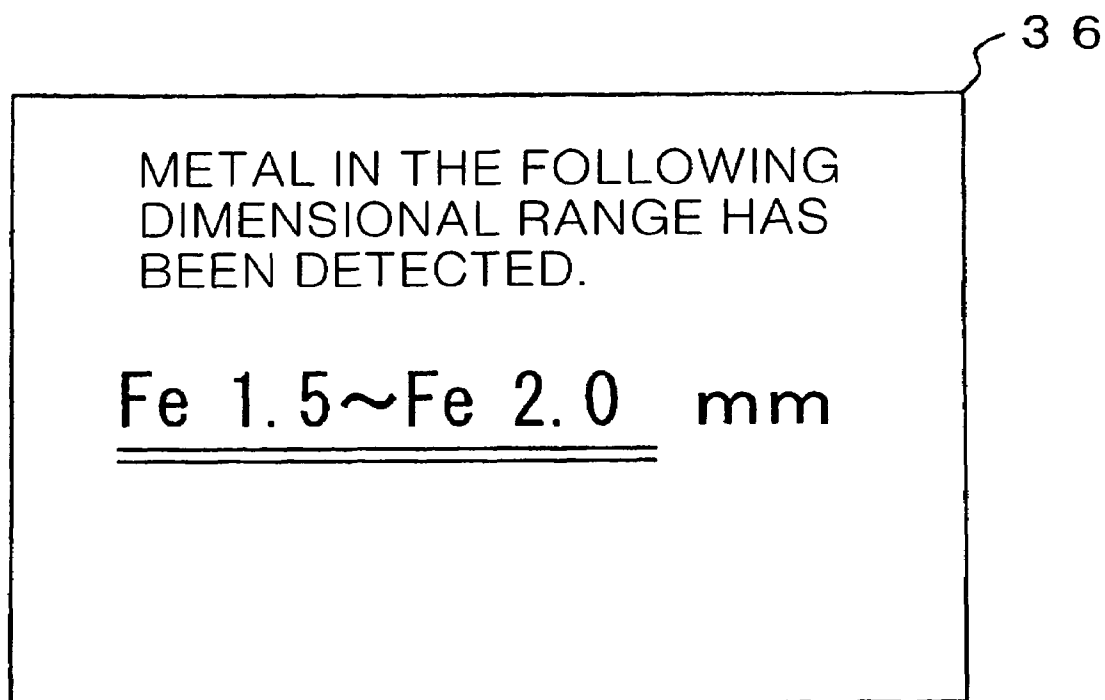 36
METAL IN THE FOLLOWING
DIMENSIONAL RANGE HAS
BEEN DETECTED.
Fe 1.5~Fe 2.0 mm